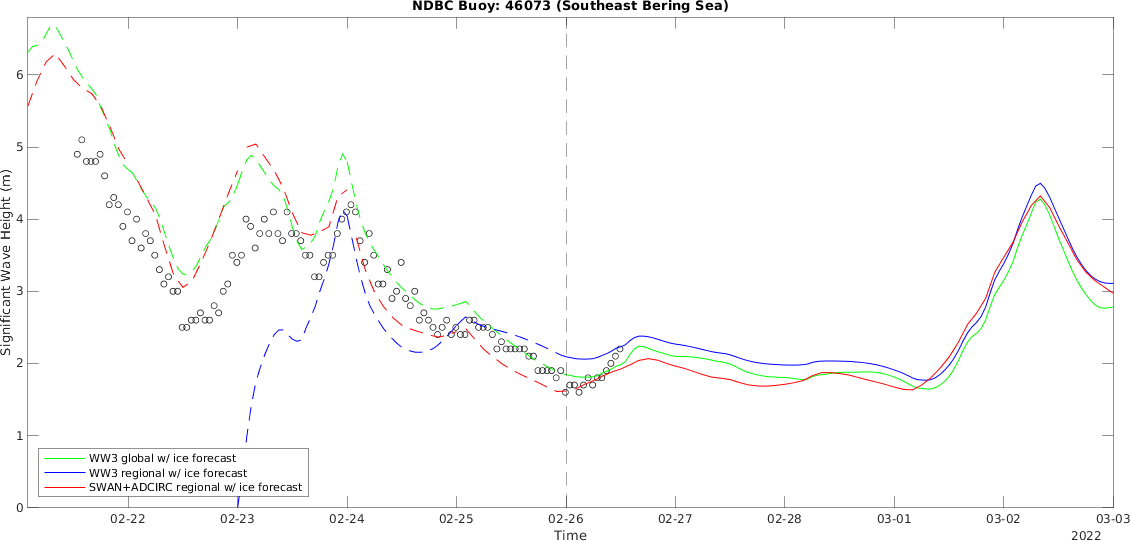 NDBC Buoy: 46073 (Southeast Bering Sea)
Significant Wave Height (m)
6
5
4
3
2
1
0
WW3 global w/ ice forecast
WW3 regional w/ ice forecast
SWAN+ADCIRC regional w/ ice forecast
02-22 02-23 02-24 02-25 02-26 02-27 02-28 03-01 03-02 03-03
Time
2022